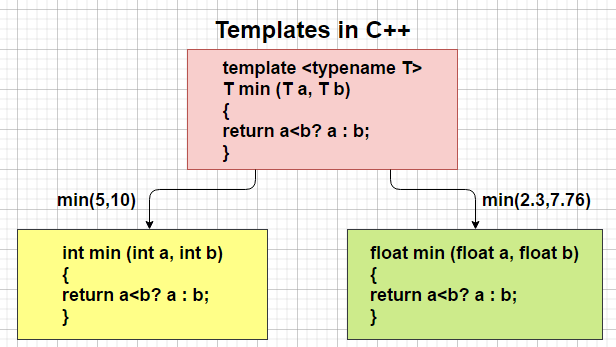 Templates in C++
template <typename T>
T min (T a, T b)
{
return a<b? a : b;
}
min(5,10)
min(2.3,7.76)
int min (int a, int b)
{
return a<b? a : b;
}
float min (float a, float b)
{
return a<b? a : b;
}